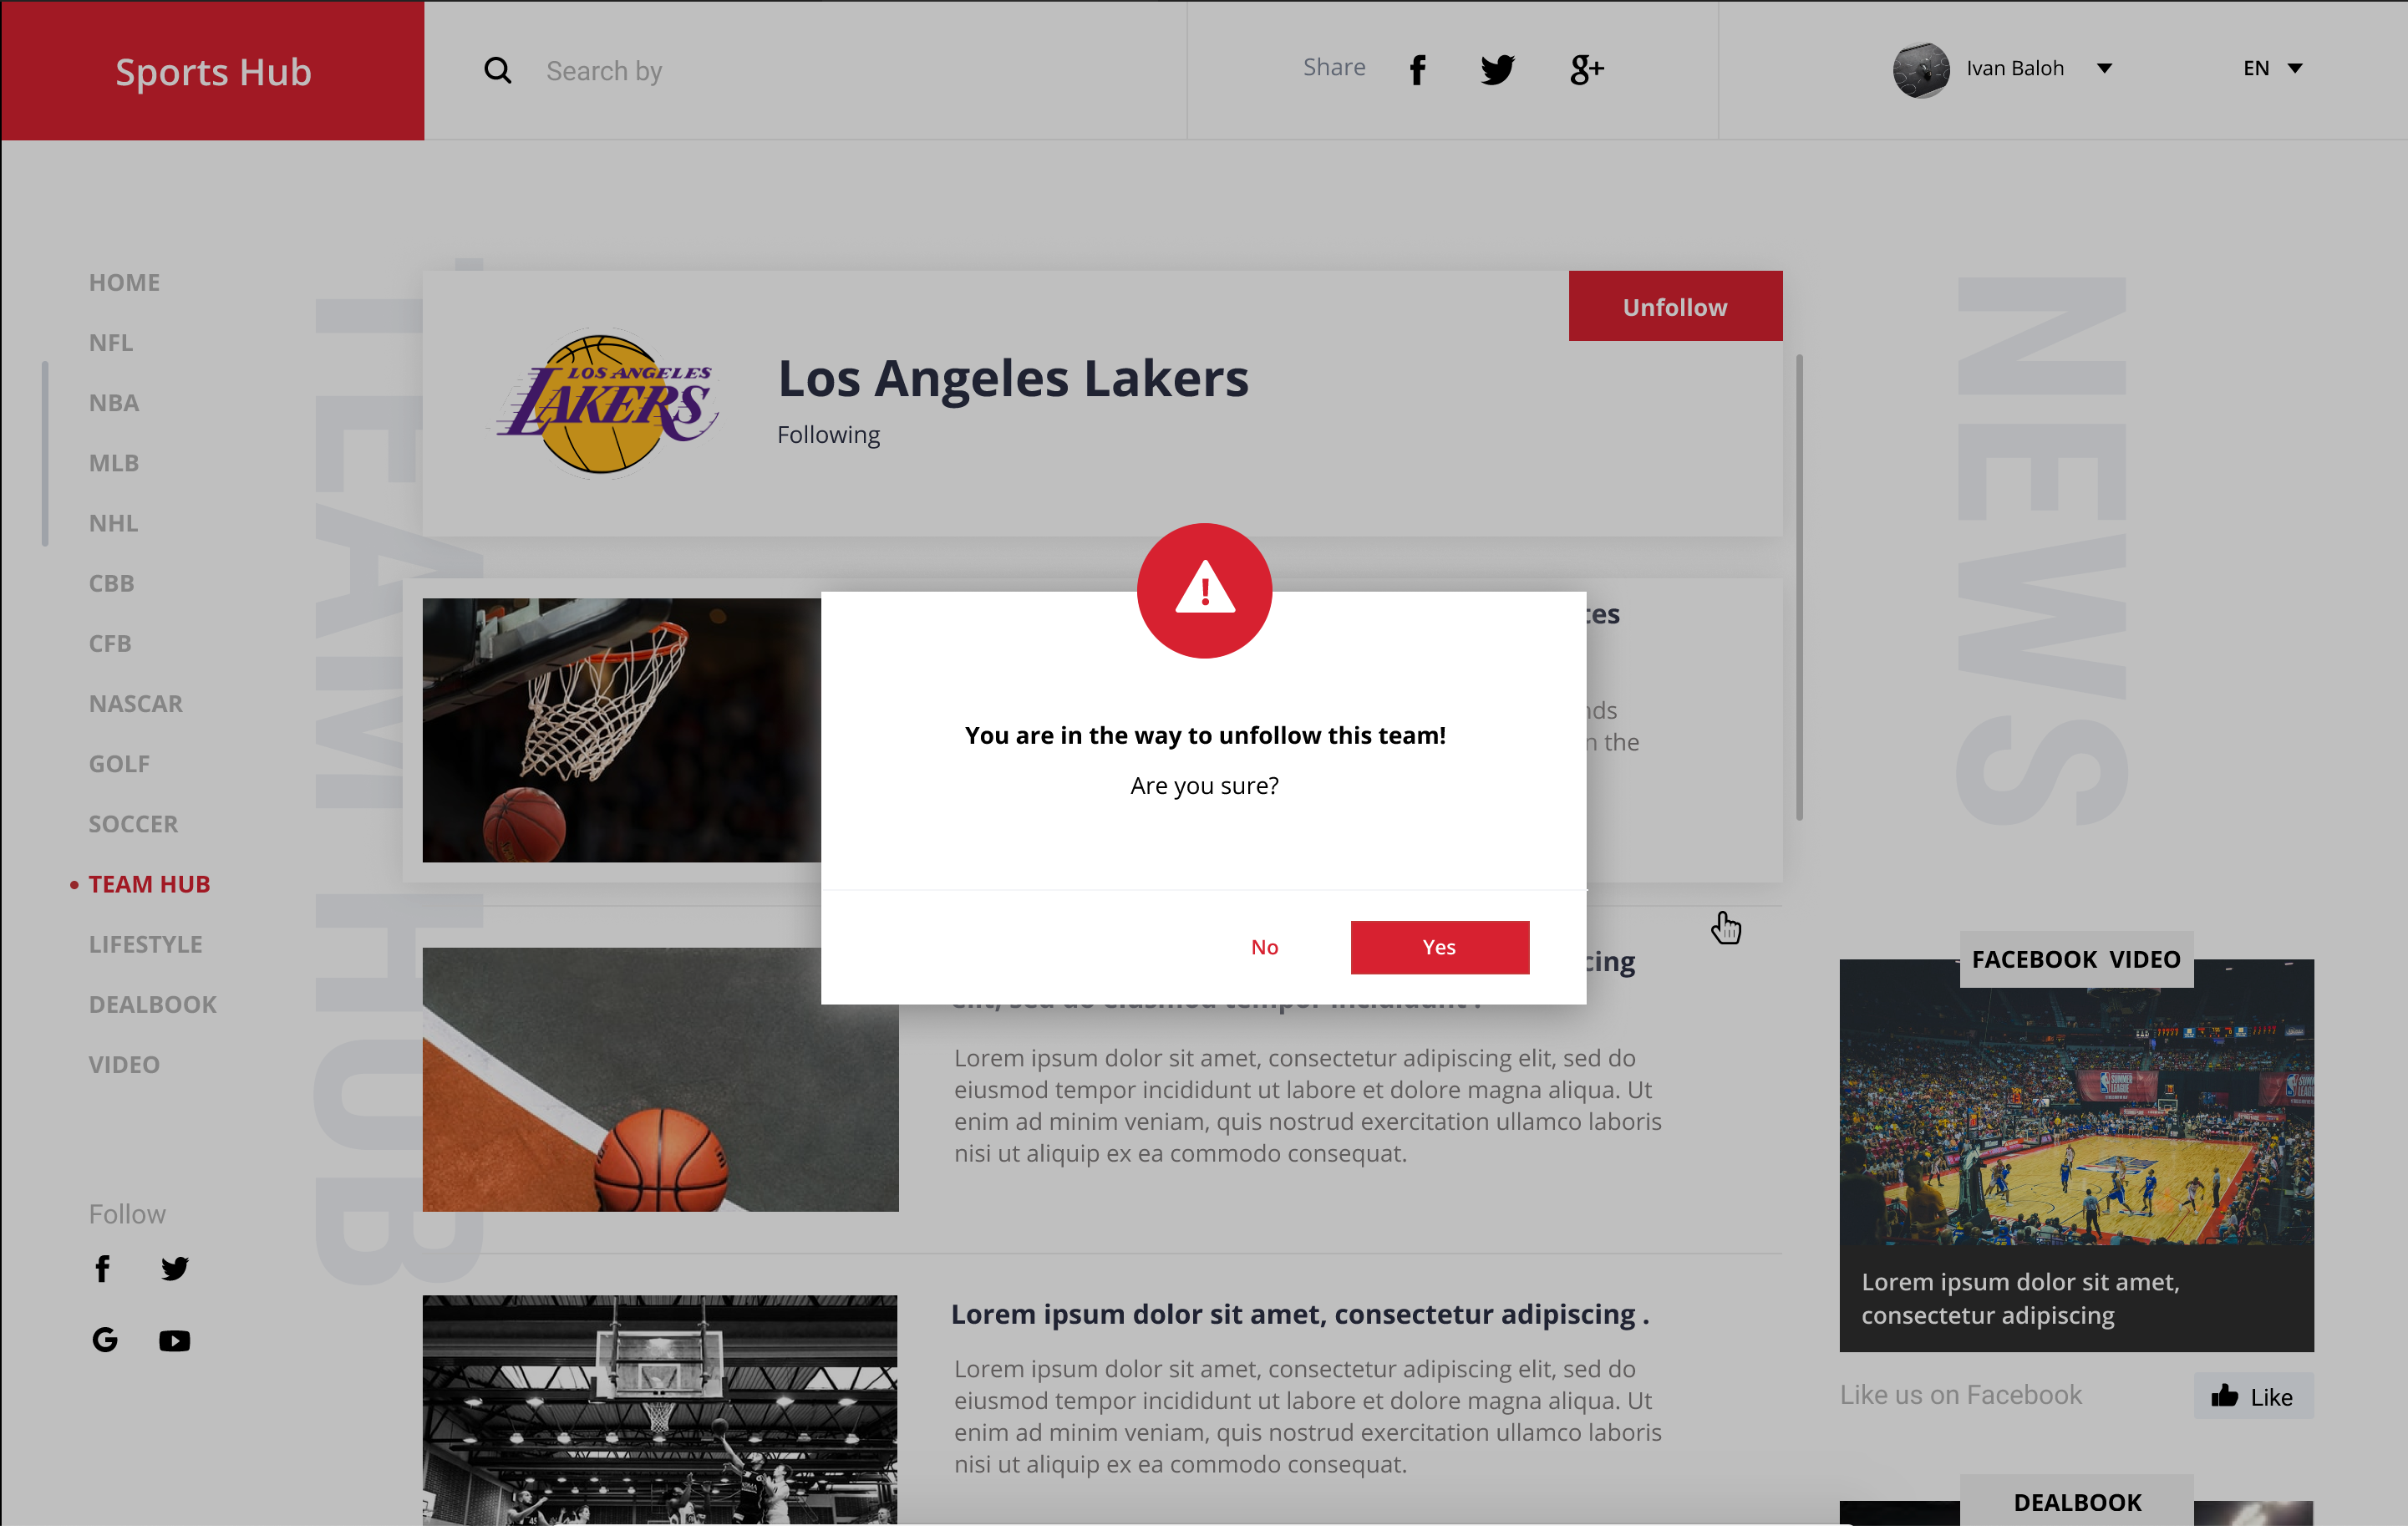 Sports Hub
Search by
Share
Ivan Baloh
EN
HOME
NFL
NBA
MLB
NHL
CBB
CFB
NASCAR
GOLF
SOCCER
TEAM HUB
LIFESTYLE
DEALBOOK
VIDEO
Follow
TEAM HUB
Unfollow
LOS ANGELES
LAKERS
Los Angeles Lakers
Following
You are in the way to unfollow this team!
Are you sure?
No
Yes
n the
elit, sed do eiusmod tempor incididunt .
Lorem ipsum dolor sit amet, consectetur adipiscing elit, sed do
eiusmod tempor incididunt ut labore et dolore magna aliqua. Ut
enim ad minim veniam, quis nostrud exercitation ullamco laboris
nisi ut aliquip ex ea commodo consequat.
Lorem ipsum dolor sit amet, consectetur adipiscing .
Lorem ipsum dolor sit amet, consectetur adipiscing elit, sed do
eiusmod tempor incididunt ut labore et dolore magna aliqua. Ut
enim ad minim veniam, quis nostrud exercitation ullamco laboris
nisi ut aliquip ex ea commodo consequat.
NEWS
FACEBOOK VIDEO
Lorem ipsum dolor sit amet,
consectetur adipiscing
Like us on Facebook
Like
DEALBOOK